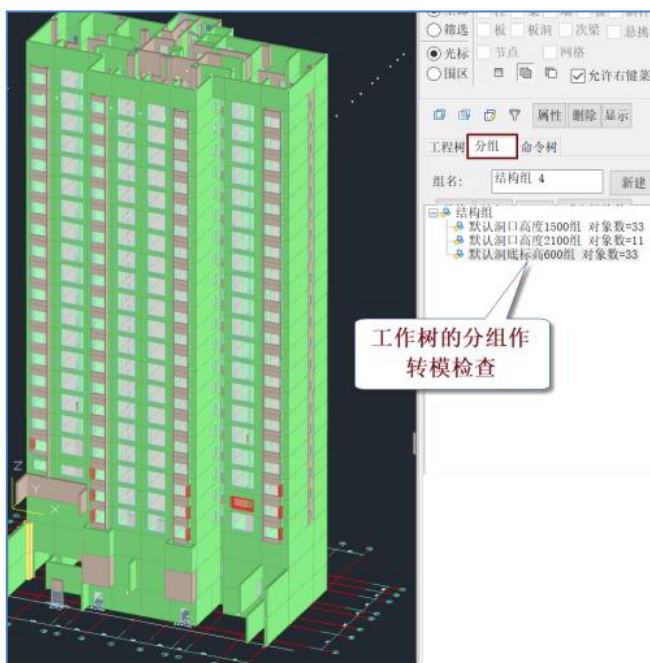 筛选 板 板洞 次梁 悬挑
光标 节点 网格
围区 允许右键菜
属性 删除 显示
工程树 分组 命令树
组名: 结构组 4 新建
结构组
默认洞口高度1500组 对象数=33
默认洞口高度2100组 对象数=11
默认洞底标高600组 对象数=33
工作树的分组作
转模检查
Z
Y
X